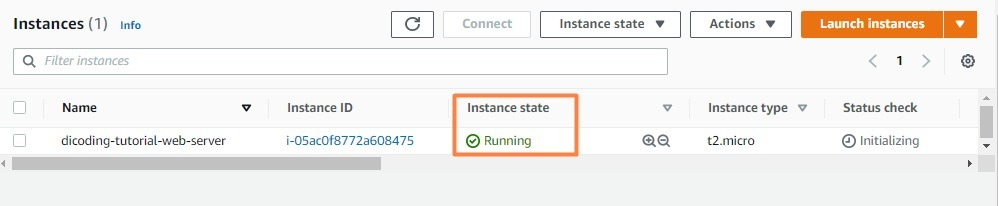 Instances (1) Info Connect Instance state Actions Launch instances
Filter instances 1
Name Instance ID Instance state Instance type Status check
dicoding-tutorial-web-server i-05ac0f8772a608475 Running t2.micro Initializing